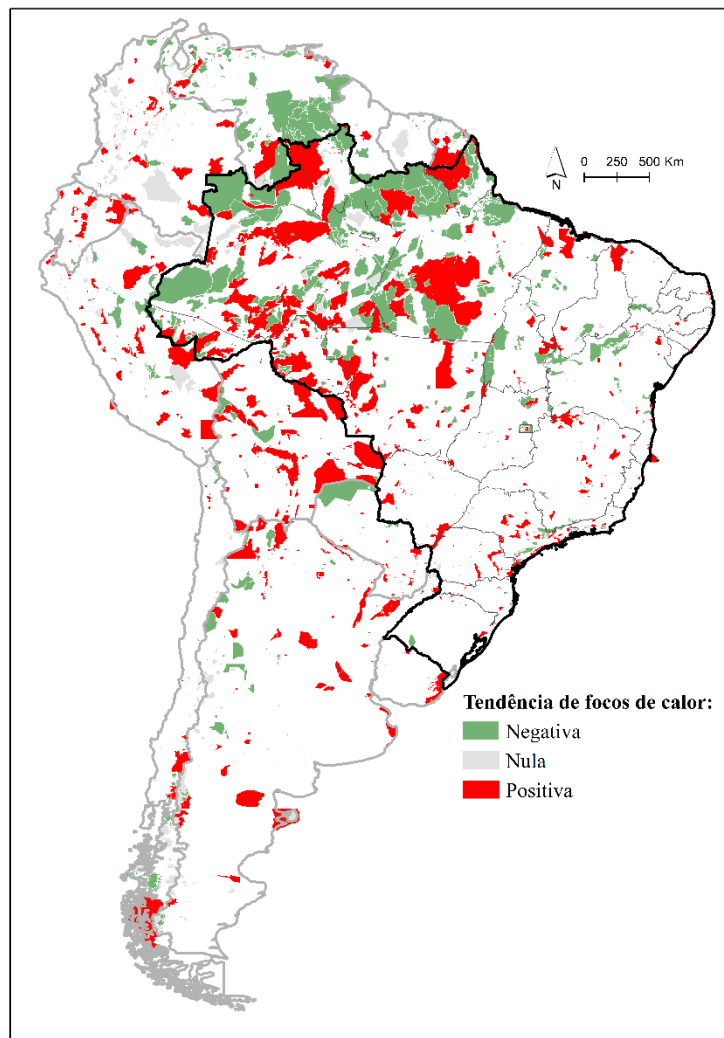 N
0 250 500 Km
Tendência de focos de calor:
Negativa
Nula
Positiva